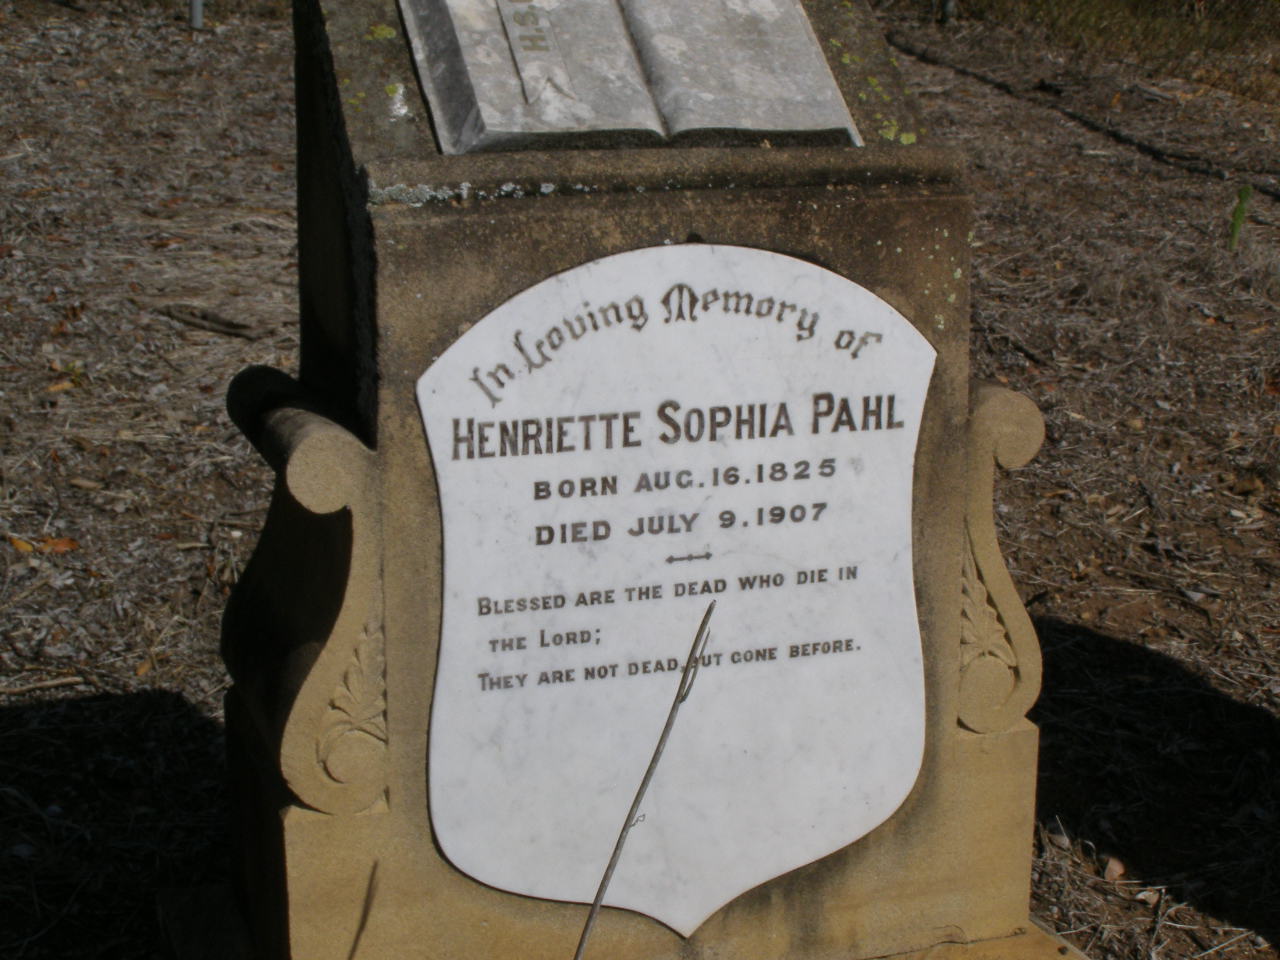 H.S.
In Loving Memory of
HENRIETTE SOPHIA PAHL
BORN AUG. 16. 1825
DIED JULY 9. 1907
BLESSED ARE THE DEAD WHO DIE IN
THE LORD;
THEY ARE NOT DEAD, BUT GONE BEFORE.